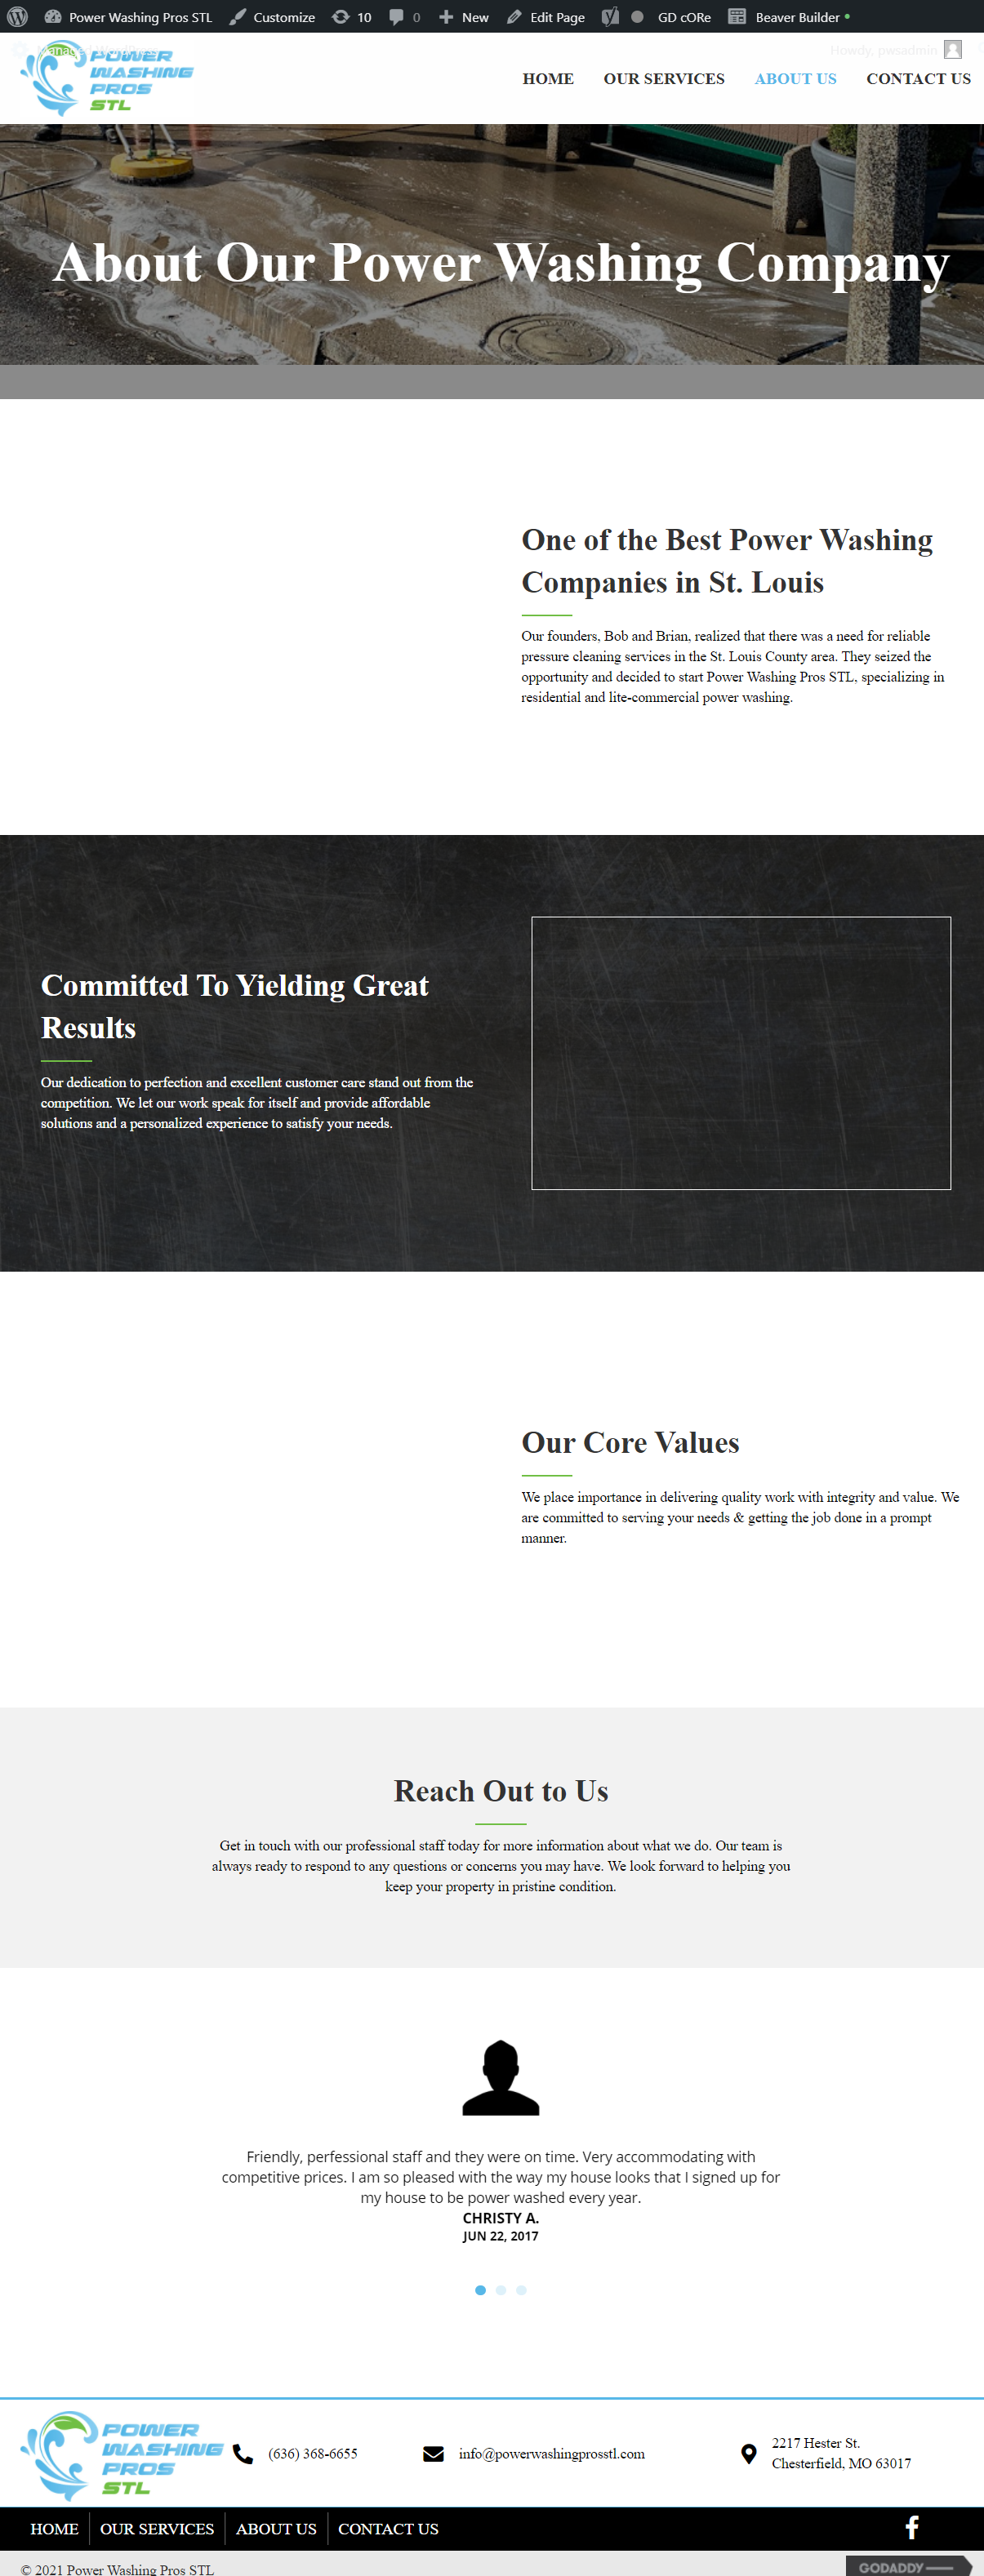 Power Washing Pros STL Customize 10 0 New Edit Page GD cORe Beaver Builder
Howdy, pwsadmin
POWER
WASHING
PROS
STL
HOME OUR SERVICES ABOUT US CONTACT US
About Our Power Washing Company
One of the Best Power Washing
Companies in St. Louis
Our founders, Bob and Brian, realized that there was a need for reliable
pressure cleaning services in the St. Louis County area. They seized the
opportunity and decided to start Power Washing Pros STL, specializing in
residential and lite-commercial power washing.
Committed To Yielding Great
Results
Our dedication to perfection and excellent customer care stand out from the
competition. We let our work speak for itself and provide affordable
solutions and a personalized experience to satisfy your needs.
Our Core Values
We place importance in delivering quality work with integrity and value. We
are committed to serving your needs & getting the job done in a prompt
manner.
Reach Out to Us
Get in touch with our professional staff today for more information about what we do. Our team is
always ready to respond to any questions or concerns you may have. We look forward to helping you
keep your property in pristine condition.
Friendly, perfessional staff and they were on time. Very accommodating with
competitive prices. I am so pleased with the way my house looks that I signed up for
my house to be power washed every year.
CHRISTY A.
JUN 22, 2017
POWER
WASHING
PROS
STL
(636) 368-6655
info@powerwashingprosstl.com
2217 Hester St.
Chesterfield, MO 63017
HOME OUR SERVICES ABOUT US CONTACT US
© 2021 Power Washing Pros STL
GODADDY